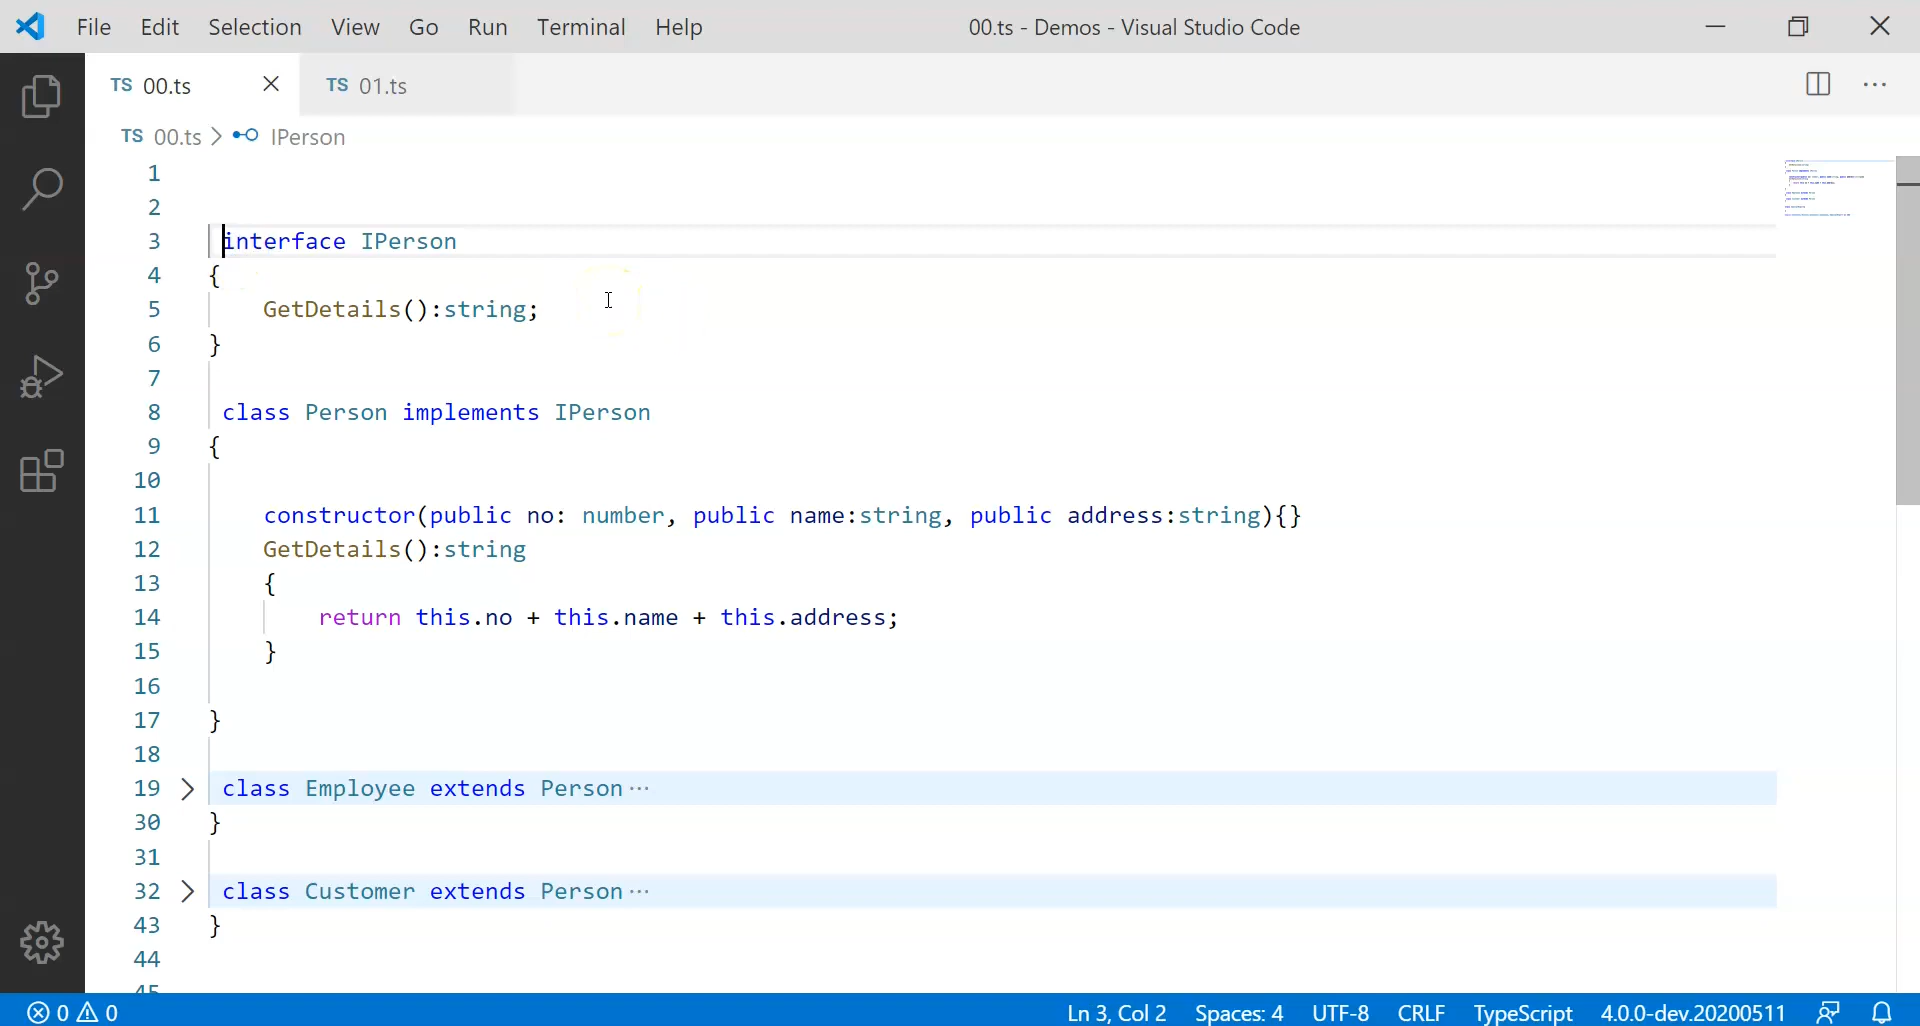 File Edit Selection View Go Run Terminal Help 00.ts - Demos - Visual Studio Code
TS 00.ts TS 01.ts
TS 00.ts > IPerson
1
2
3 interface IPerson
4 {
5 GetDetails():string;
6 }
7
8 class Person implements IPerson
9 {
10
11 constructor(public no: number, public name:string, public address:string){}
12 GetDetails():string
13 {
14 return this.no + this.name + this.address;
15 }
16
17 }
18
19 class Employee extends Person···
30 }
31
32 class Customer extends Person···
43 }
44
45
0 0 Ln 3, Col 2 Spaces: 4 UTF-8 CRLF TypeScript 4.0.0-dev.20200511